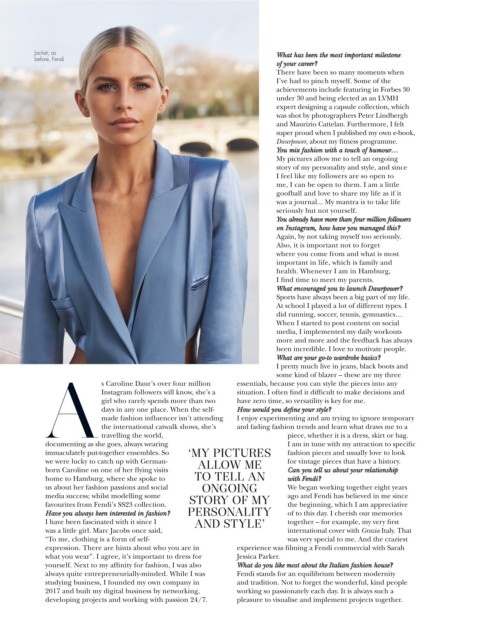 Jacket, as
before, Fendi
As Caroline Daur's over four million
Instagram followers will know, she's a
girl who rarely spends more than two
days in any one place. When the self-
made fashion influencer isn't attending
the international catwalk shows, she's
travelling the world,
documenting as she goes, always wearing
immaculately put-together ensembles. So
we were lucky to catch up with German-
born Caroline on one of her flying visits
home to Hamburg, where she spoke to
us about her fashion passions and social
media success; whilst modelling some
favourites from Fendi's SS23 collection.
Have you always been interested in fashion?
I have been fascinated with it since I
was a little girl. Marc Jacobs once said,
"To me, clothing is a form of self-
expression. There are hints about who you are in
what you wear". I agree, it's important to dress for
yourself. Next to my affinity for fashion, I was also
always quite entrepreneurially-minded. While I was
studying business, I founded my own company in
2017 and built my digital business by networking,
developing projects and working with passion 24/7.
'MY PICTURES
ALLOW ME
TO TELL AN
ONGOING
STORY OF MY
PERSONALITY
AND STYLE'
What has been the most important milestone
of your career?
There have been so many moments when
I've had to pinch myself. Some of the
achievements include featuring in Forbes 30
under 30 and being elected as an LVMH
expert designing a capsule collection, which
was shot by photographers Peter Lindbergh
and Maurizio Cattelan. Furthermore, I felt
super proud when I published my own e-book,
Daurpower, about my fitness programme.
You mix fashion with a touch of humour…
My pictures allow me to tell an ongoing
story of my personality and style, and since
I feel like my followers are so open to
me, I can be open to them. I am a little
goofball and love to share my life as if it
was a journal... My mantra is to take life
seriously but not yourself.
You already have more than four million followers
on Instagram, how have you managed this?
Again, by not taking myself too seriously.
Also, it is important not to forget
where you come from and what is most
important in life, which is family and
health. Whenever I am in Hamburg,
I find time to meet my parents.
What encouraged you to launch Daurpower?
Sports have always been a big part of my life.
At school I played a lot of different types. I
did running, soccer, tennis, gymnastics…
When I started to post content on social
media, I implemented my daily workouts
more and more and the feedback has always
been incredible. I love to motivate people.
What are your go-to wardrobe basics?
I pretty much live in jeans, black boots and
some kind of blazer – these are my three
essentials, because you can style the pieces into any
situation. I often find it difficult to make decisions and
have zero time, so versatility is key for me.
How would you define your style?
I enjoy experimenting and am trying to ignore temporary
and fading fashion trends and learn what draws me to a
piece, whether it is a dress, skirt or bag.
I am in tune with my attraction to specific
fashion pieces and usually love to look
for vintage pieces that have a history.
Can you tell us about your relationship
with Fendi?
We began working together eight years
ago and Fendi has believed in me since
the beginning, which I am appreciative
of to this day. I cherish our memories
together – for example, my very first
international cover with Grazia Italy. That
was very special to me. And the craziest
experience was filming a Fendi commercial with Sarah
Jessica Parker.
What do you like most about the Italian fashion house?
Fendi stands for an equilibrium between modernity
and tradition. Not to forget the wonderful, kind people
working so passionately each day. It is always such a
pleasure to visualise and implement projects together.